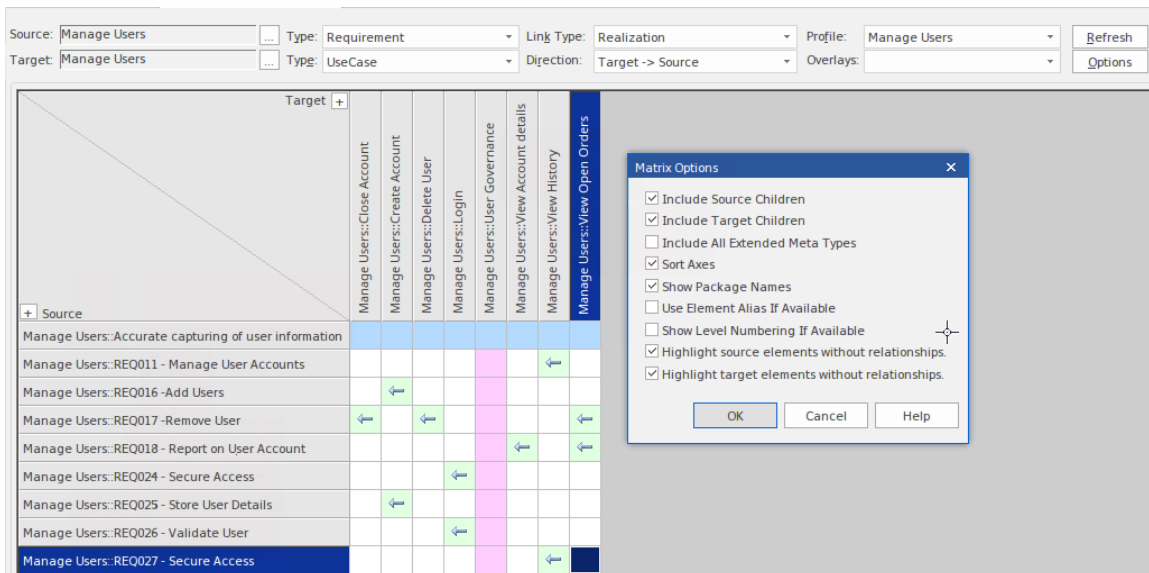 Source: Manage Users ... Type: Requirement Link Type: Realization Profile: Manage Users Refresh
Target: Manage Users ... Type: UseCase Direction: Target -> Source Overlays: Options
Target +
Manage Users::Close Account
Manage Users::Create Account
Manage Users::Delete User
Manage Users::Login
Manage Users::User Governance
Manage Users::View Account details
Manage Users::View History
Manage Users::View Open Orders
+ Source
Manage Users::Accurate capturing of user information
Manage Users::REQ011 - Manage User Accounts
Manage Users::REQ016 -Add Users
Manage Users::REQ017 -Remove User
Manage Users::REQ018 - Report on User Account
Manage Users::REQ024 - Secure Access
Manage Users::REQ025 - Store User Details
Manage Users::REQ026 - Validate User
Manage Users::REQ027 - Secure Access
Matrix Options
Include Source Children
Include Target Children
Include All Extended Meta Types
Sort Axes
Show Package Names
Use Element Alias If Available
Show Level Numbering If Available
Highlight source elements without relationships.
Highlight target elements without relationships.
OK Cancel Help